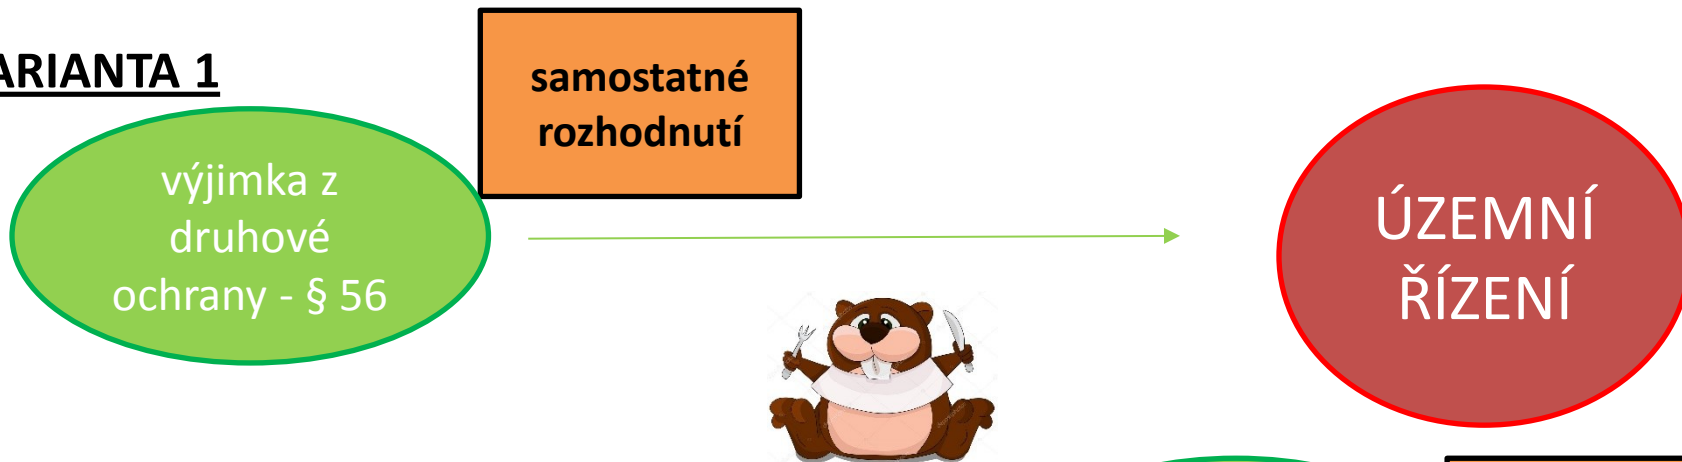 ARIANTA 1
samostatné
rozhodnutí
výjimka z
druhové
ochrany - § 56
ÚZEMNÍ
ŘÍZENÍ